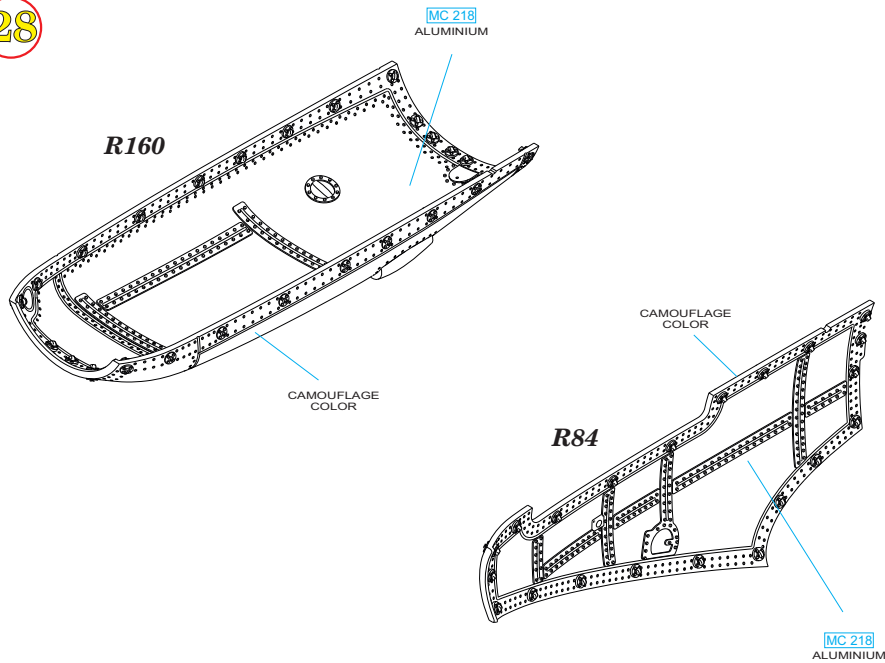 28
MC 218
ALUMINIUM
R160
CAMOUFLAGE
COLOR
CAMOUFLAGE
COLOR
R84
MC 218
ALUMINIUM